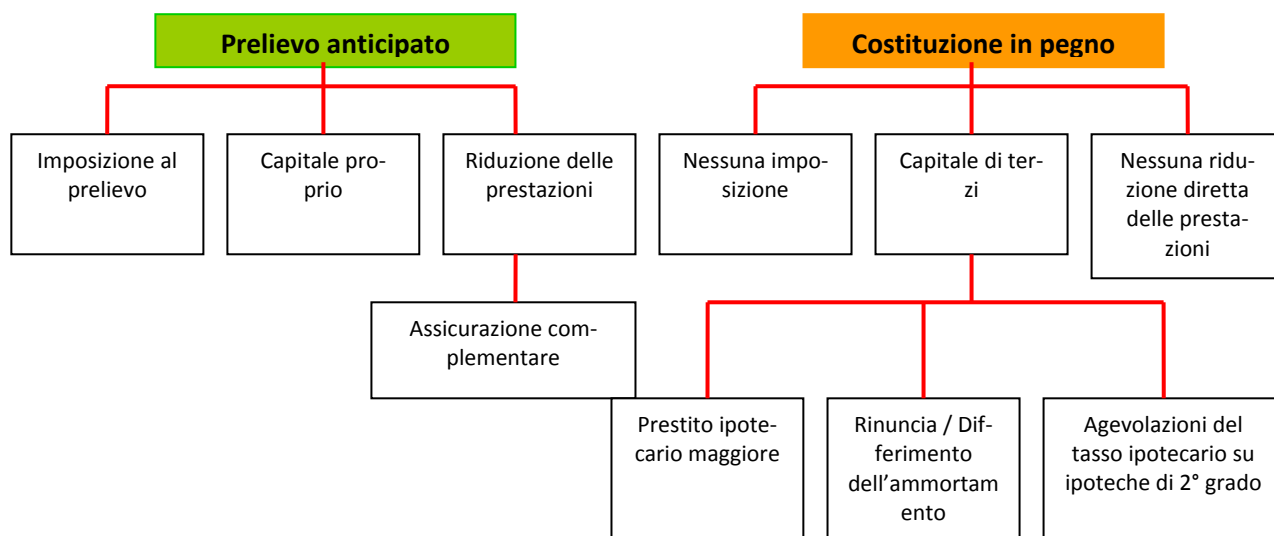 Prelievo anticipato
Costituzione in pegno
Imposizione al
prelievo
Capitale pro-
prio
Riduzione delle
prestazioni
Nessuna impo-
sizione
Capitale di ter-
zi
Nessuna ridu-
zione diretta
delle presta-
zioni
Assicurazione com-
plementare
Prestito ipote-
cario maggiore
Rinuncia / Dif-
ferimento
dell’ammortam
ento
Agevolazioni del
tasso ipotecario su
ipoteche di 2° grado